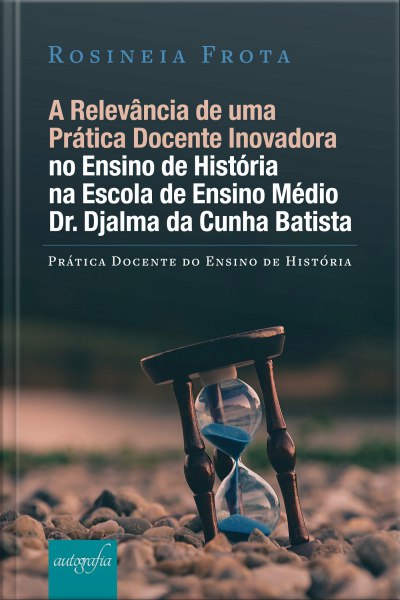 Rosineia Frota
A Relevância de uma
Prática Docente Inovadora
no Ensino de História
na Escola de Ensino Médio
Dr. Djalma da Cunha Batista
Prática Docente do Ensino de História
autografia